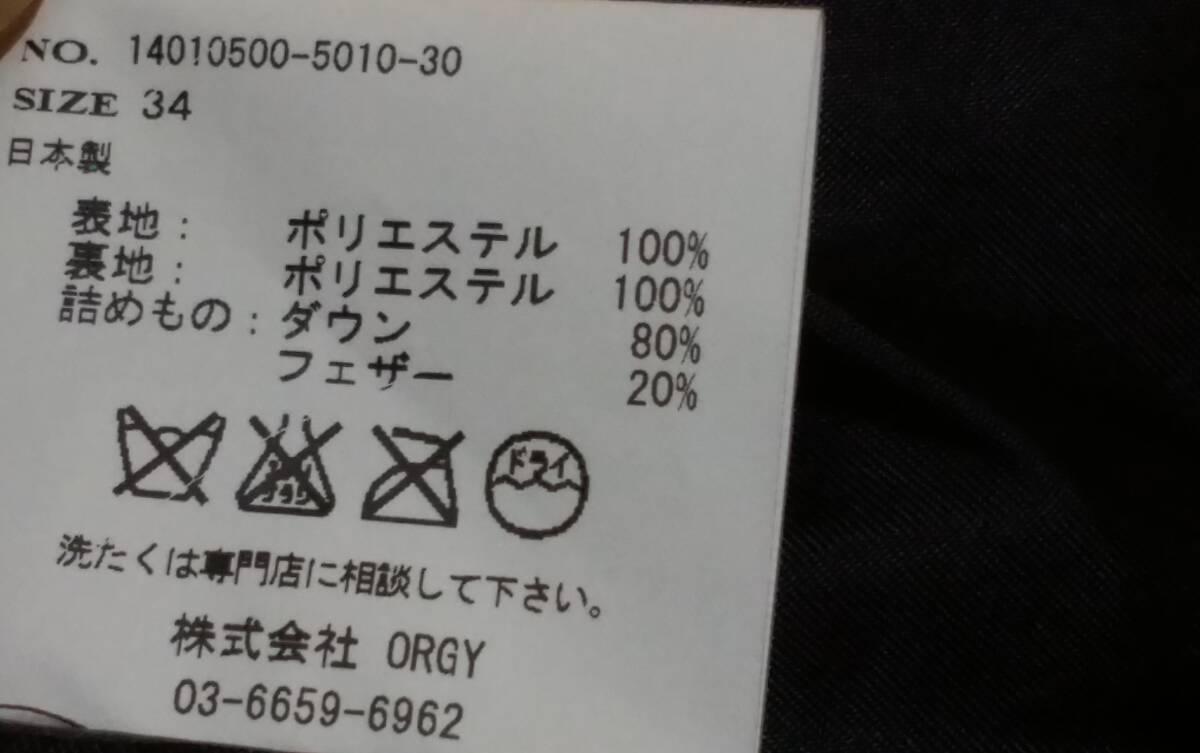 NO. 14010500-5010-30
SIZE 34
日本製
表地: ポリエステル 100%
裏地: ポリエステル 100%
詰めもの: ダウン 80%
フェザー 20%
ドライ
洗たくは専門店に相談して下さい。
株式会社 ORGY
03-6659-6962